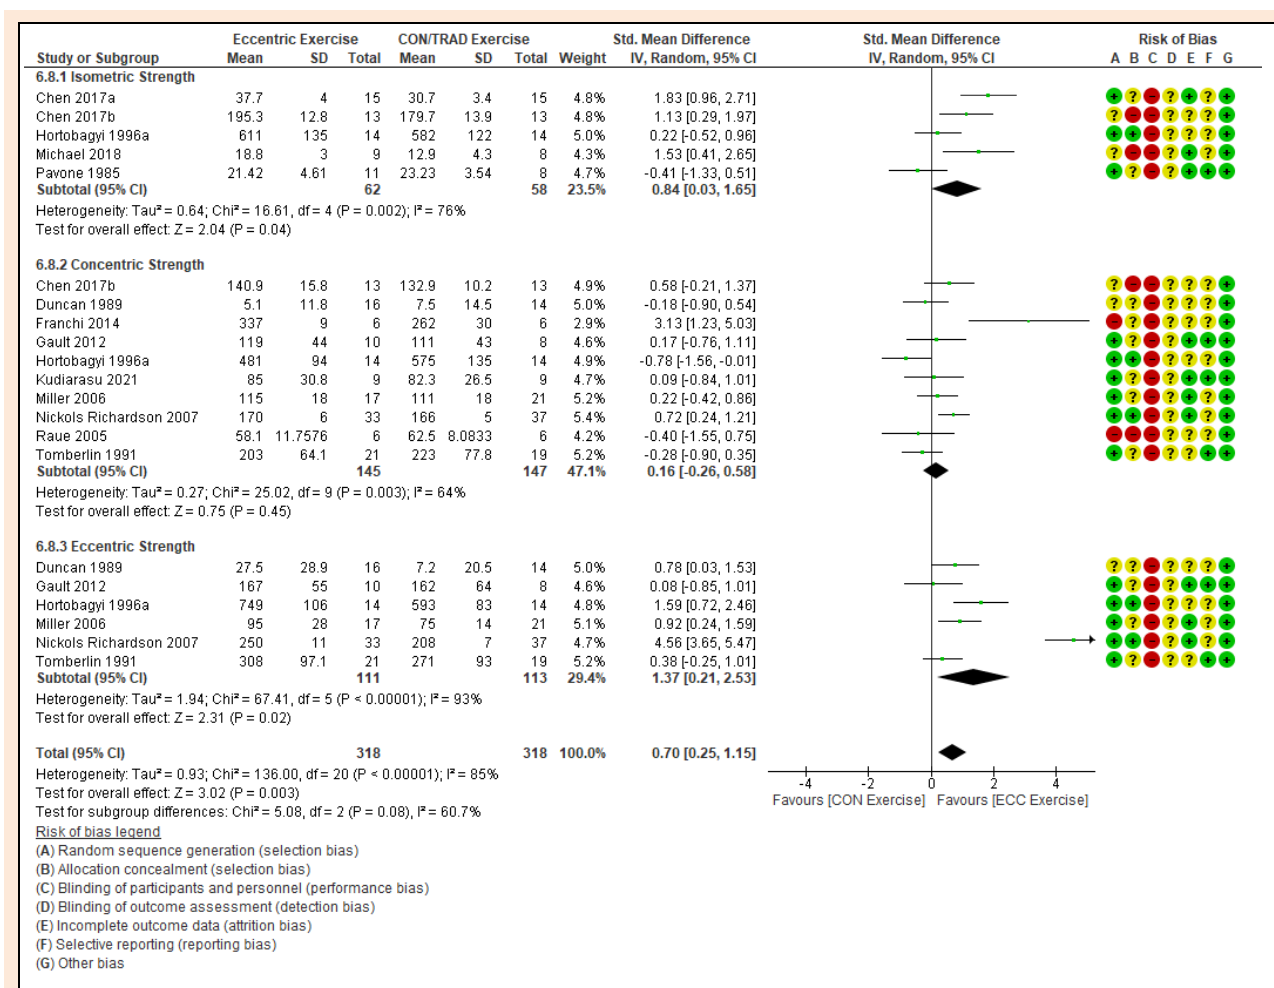 Eccentric Exercise CON/TRAD Exercise Std. Mean Difference Std. Mean Difference Risk of Bias
Study or Subgroup Mean SD Total Mean SD Total Weight IV, Random, 95% CI IV, Random, 95% CI A B C D E F G
6.8.1 Isometric Strength
Chen 2017a 37.7 4 15 30.7 3.4 15 4.8% 1.83 [0.96, 2.71] + ? - ? + ? +
Chen 2017b 195.3 12.8 13 179.7 13.9 13 4.8% 1.13 [0.29, 1.97] ? - - ? ? ? +
Hortobagyi 1996a 611 135 14 582 122 14 5.0% 0.22 [-0.52, 0.96] + + - ? + ? +
Michael 2018 18.8 3 9 12.9 4.3 8 4.3% 1.53 [0.41, 2.65] ? - - ? + ? +
Pavone 1985 21.42 4.61 11 23.23 3.54 8 4.7% -0.41 [-1.33, 0.51] + ? - ? ? ? +
Subtotal (95% CI) 62 58 23.5% 0.84 [0.03, 1.65]
Heterogeneity: Tau² = 0.64; Chi² = 16.61, df = 4 (P = 0.002); I² = 76%
Test for overall effect: Z = 2.04 (P = 0.04)
6.8.2 Concentric Strength
Chen 2017b 140.9 15.8 13 132.9 10.2 13 4.9% 0.58 [-0.21, 1.37] ? - - ? ? ? +
Duncan 1989 5.1 11.8 16 7.5 14.5 14 5.0% -0.18 [-0.90, 0.54] ? ? - ? ? ? +
Franchi 2014 337 9 6 262 30 6 2.9% 3.13 [1.23, 5.03] - ? - ? ? ? +
Gault 2012 119 44 10 111 43 8 4.6% 0.17 [-0.76, 1.11] + ? - ? + + +
Hortobagyi 1996a 481 94 14 575 135 14 4.9% -0.78 [-1.56, -0.01] + + - ? + ? +
Kudiarasu 2021 85 30.8 9 82.3 26.5 9 4.7% 0.09 [-0.84, 1.01] + ? - ? + + +
Miller 2006 115 18 17 111 18 21 5.2% 0.22 [-0.42, 0.86] + ? - ? + ? +
Nickols Richardson 2007 170 6 33 166 5 37 5.4% 0.72 [0.24, 1.21] + + - ? + ? +
Raue 2005 58.1 11.7576 6 62.5 8.0833 6 4.2% -0.40 [-1.55, 0.75] - - - ? ? ? +
Tomberlin 1991 203 64.1 21 223 77.8 19 5.2% -0.28 [-0.90, 0.35] + ? - ? ? + +
Subtotal (95% CI) 145 147 47.1% 0.16 [-0.26, 0.58]
Heterogeneity: Tau² = 0.27; Chi² = 25.02, df = 9 (P = 0.003); I² = 64%
Test for overall effect: Z = 0.75 (P = 0.45)
6.8.3 Eccentric Strength
Duncan 1989 27.5 28.9 16 7.2 20.5 14 5.0% 0.78 [0.03, 1.53] ? ? - ? ? ? +
Gault 2012 167 55 10 162 64 8 4.6% 0.08 [-0.85, 1.01] + ? - ? + + +
Hortobagyi 1996a 749 106 14 593 83 14 4.8% 1.59 [0.72, 2.46] + + - ? + ? +
Miller 2006 95 28 17 75 14 21 5.1% 0.92 [0.24, 1.59] + ? - ? + ? +
Nickols Richardson 2007 250 11 33 208 7 37 4.7% 4.56 [3.65, 5.47] + + - ? + ? +
Tomberlin 1991 308 97.1 21 271 93 19 5.2% 0.38 [-0.25, 1.01] + ? - ? ? + +
Subtotal (95% CI) 111 113 29.4% 1.37 [0.21, 2.53]
Heterogeneity: Tau² = 1.94; Chi² = 67.41, df = 5 (P < 0.00001); I² = 93%
Test for overall effect: Z = 2.31 (P = 0.02)
Total (95% CI) 318 318 100.0% 0.70 [0.25, 1.15]
Heterogeneity: Tau² = 0.93; Chi² = 136.00, df = 20 (P < 0.00001); I² = 85%
Test for overall effect: Z = 3.02 (P = 0.003)
Test for subgroup differences: Chi² = 5.08, df = 2 (P = 0.08), I² = 60.7%
-4 -2 0 2 4
Favours [CON Exercise] Favours [ECC Exercise]
Risk of bias legend
(A) Random sequence generation (selection bias)
(B) Allocation concealment (selection bias)
(C) Blinding of participants and personnel (performance bias)
(D) Blinding of outcome assessment (detection bias)
(E) Incomplete outcome data (attrition bias)
(F) Selective reporting (reporting bias)
(G) Other bias